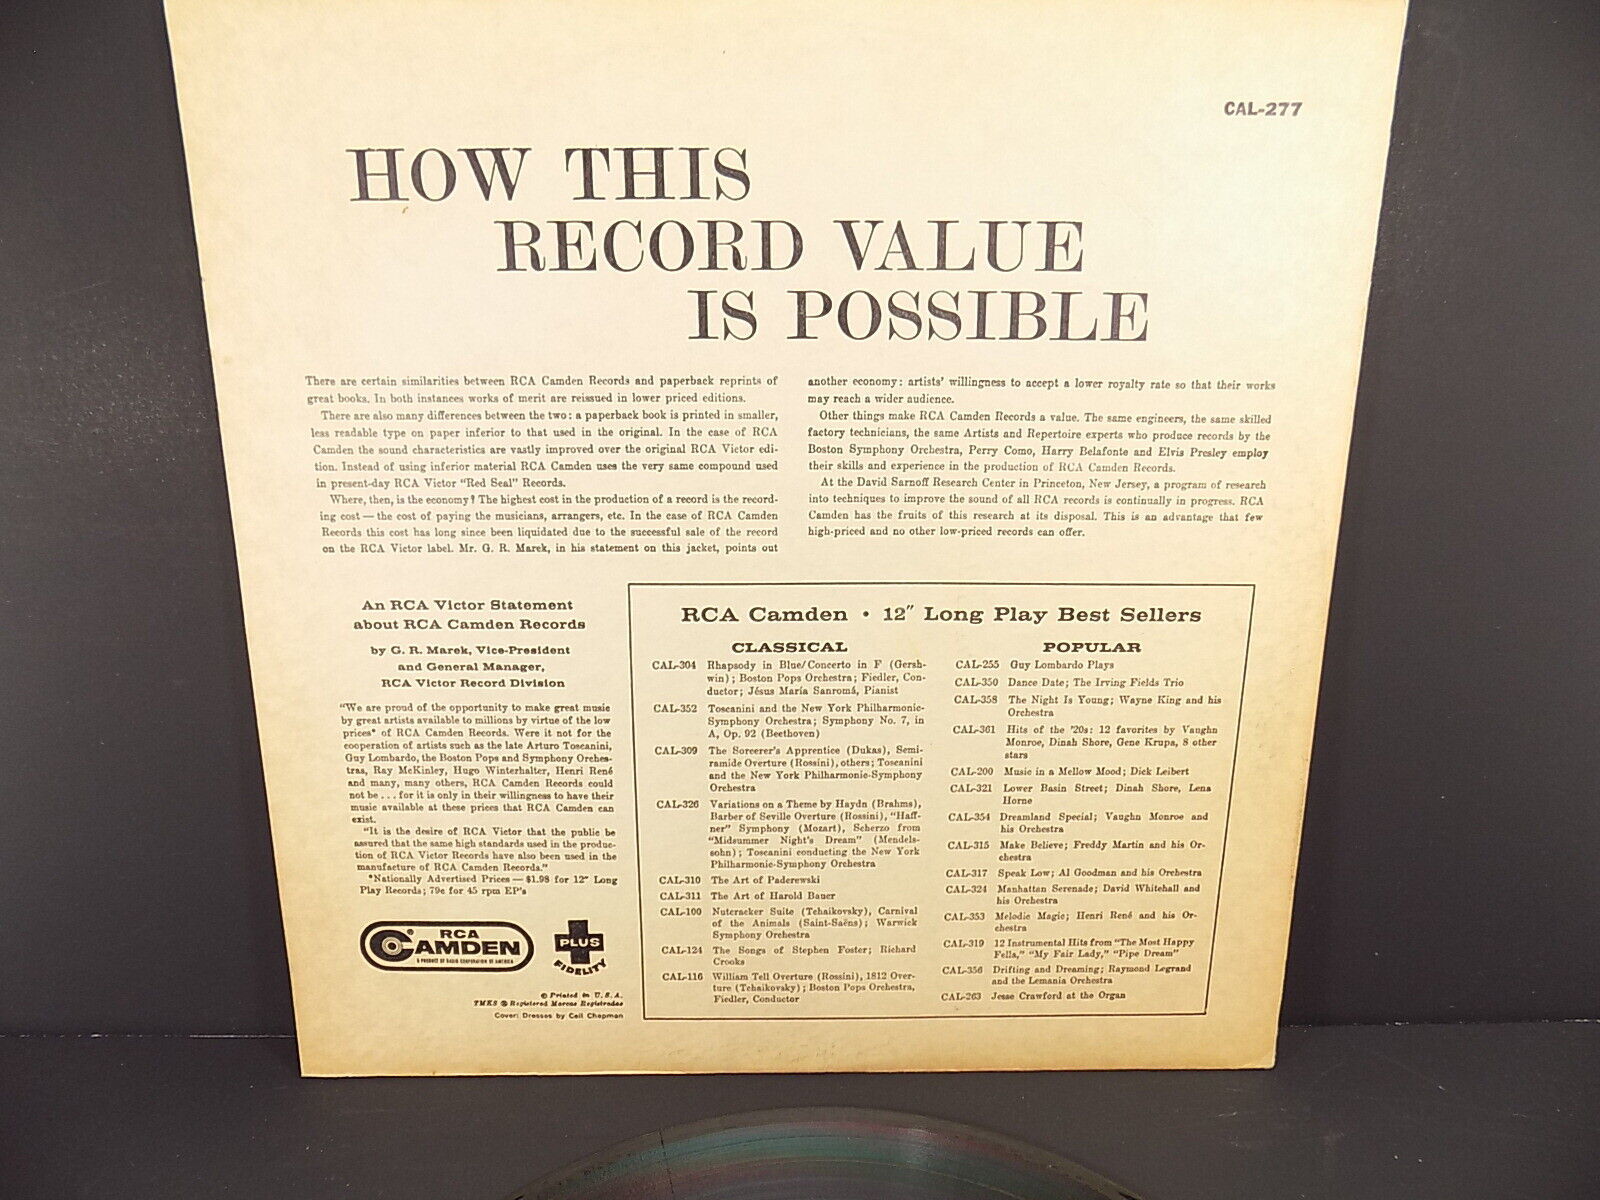 CAL-277
HOW THIS
RECORD VALUE
IS POSSIBLE
There are certain similarities between RCA Camden Records and paperback reprints of
great books. In both instances works of merit are reissued in lower priced editions.
There are also many differences between the two: a paperback book is printed in smaller,
less readable type on paper inferior to that used in the original. In the case of RCA
Camden the sound characteristics are vastly improved over the original RCA Victor edi-
tion. Instead of using inferior material RCA Camden uses the very same compound used
in present-day RCA Victor "Red Seal" Records.
Where, then, is the economy? The highest cost in the production of a record is the record-
ing cost — the cost of paying the musicians, arrangers, etc. In the case of RCA Camden
Records this cost has long since been liquidated due to the successful sale of the record
on the RCA Victor label. Mr. G. R. Marek, in his statement on this jacket, points out
another economy: artists' willingness to accept a lower royalty rate so that their works
may reach a wider audience.
Other things make RCA Camden Records a value. The same engineers, the same skilled
factory technicians, the same Artists and Repertoire experts who produce records by the
Boston Symphony Orchestra, Perry Como, Harry Belafonte and Elvis Presley employ
their skills and experience in the production of RCA Camden Records.
At the David Sarnoff Research Center in Princeton, New Jersey, a program of research
into techniques to improve the sound of all RCA records is continually in progress. RCA
Camden has the fruits of this research at its disposal. This is an advantage that few
high-priced and no other low-priced records can offer.
An RCA Victor Statement
about RCA Camden Records
by G. R. Marek, Vice-President
and General Manager,
RCA Victor Record Division
"We are proud of the opportunity to make great music
by great artists available to millions by virtue of the low
prices* of RCA Camden Records. Were it not for the
cooperation of artists such as the late Arturo Toscanini,
Guy Lombardo, the Boston Pops and Symphony Orches-
tras, Ray McKinley, Hugo Winterhalter, Henri René
and many, many others, RCA Camden Records could
not be . . . for it is only in their willingness to have their
music available at these prices that RCA Camden can
exist.
"It is the desire of RCA Victor that the public be
assured that the same high standards used in the produc-
tion of RCA Victor Records have also been used in the
manufacture of RCA Camden Records."
*Nationally Advertised Prices — $1.98 for 12" Long
Play Records; 79¢ for 45 rpm EP's
RCA
CAMDEN
A PRODUCT OF RADIO CORPORATION OF AMERICA
PLUS
FIDELITY
© Printed in U.S.A.
TMKS ® Registered Marcas Registradas
Cover: Dresses by Ceil Chapman
RCA Camden • 12" Long Play Best Sellers
CLASSICAL
CAL-304 Rhapsody in Blue/Concerto in F (Gersh-
win); Boston Pops Orchestra; Fiedler, Con-
ductor; Jésus María Sanromá, Pianist
CAL-352 Toscanini and the New York Philharmonic-
Symphony Orchestra; Symphony No. 7, in
A, Op. 92 (Beethoven)
CAL-309 The Sorcerer's Apprentice (Dukas), Semi-
ramide Overture (Rossini), others; Toscanini
and the New York Philharmonic-Symphony
Orchestra
CAL-326 Variations on a Theme by Haydn (Brahms),
Barber of Seville Overture (Rossini), "Haff-
ner" Symphony (Mozart), Scherzo from
"Midsummer Night's Dream" (Mendels-
sohn); Toscanini conducting the New York
Philharmonic-Symphony Orchestra
CAL-310 The Art of Paderewski
CAL-311 The Art of Harold Bauer
CAL-100 Nutcracker Suite (Tchaikovsky), Carnival
of the Animals (Saint-Saëns); Warwick
Symphony Orchestra
CAL-124 The Songs of Stephen Foster; Richard
Crooks
CAL-116 William Tell Overture (Rossini), 1812 Over-
ture (Tchaikovsky); Boston Pops Orchestra,
Fiedler, Conductor
POPULAR
CAL-255 Guy Lombardo Plays
CAL-350 Dance Date; The Irving Fields Trio
CAL-358 The Night Is Young; Wayne King and his
Orchestra
CAL-361 Hits of the '20s: 12 favorites by Vaughn
Monroe, Dinah Shore, Gene Krupa, 8 other
stars
CAL-200 Music in a Mellow Mood; Dick Leibert
CAL-321 Lower Basin Street; Dinah Shore, Lena
Horne
CAL-354 Dreamland Special; Vaughn Monroe and
his Orchestra
CAL-315 Make Believe; Freddy Martin and his Or-
chestra
CAL-317 Speak Low; Al Goodman and his Orchestra
CAL-324 Manhattan Serenade; David Whitehall and
his Orchestra
CAL-353 Melodic Magic; Henri René and his Or-
chestra
CAL-319 12 Instrumental Hits from "The Most Happy
Fella," "My Fair Lady," "Pipe Dream"
CAL-356 Drifting and Dreaming; Raymond Legrand
and the Lemania Orchestra
CAL-263 Jesse Crawford at the Organ